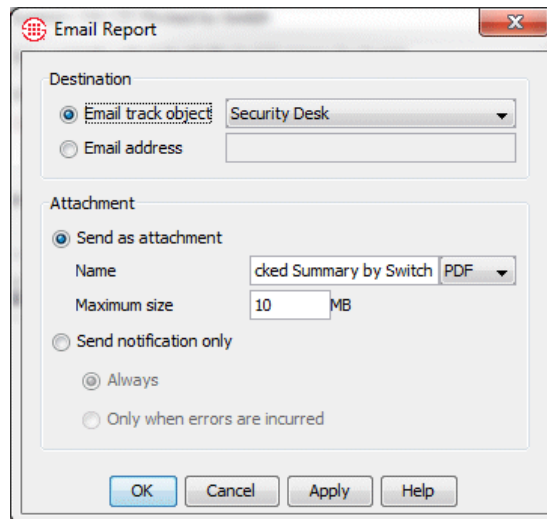 Email Report
Destination
Email track object Security Desk
Email address
Attachment
Send as attachment
Name cked Summary by Switch PDF
Maximum size 10 MB
Send notification only
Always
Only when errors are incurred
OK Cancel Apply Help